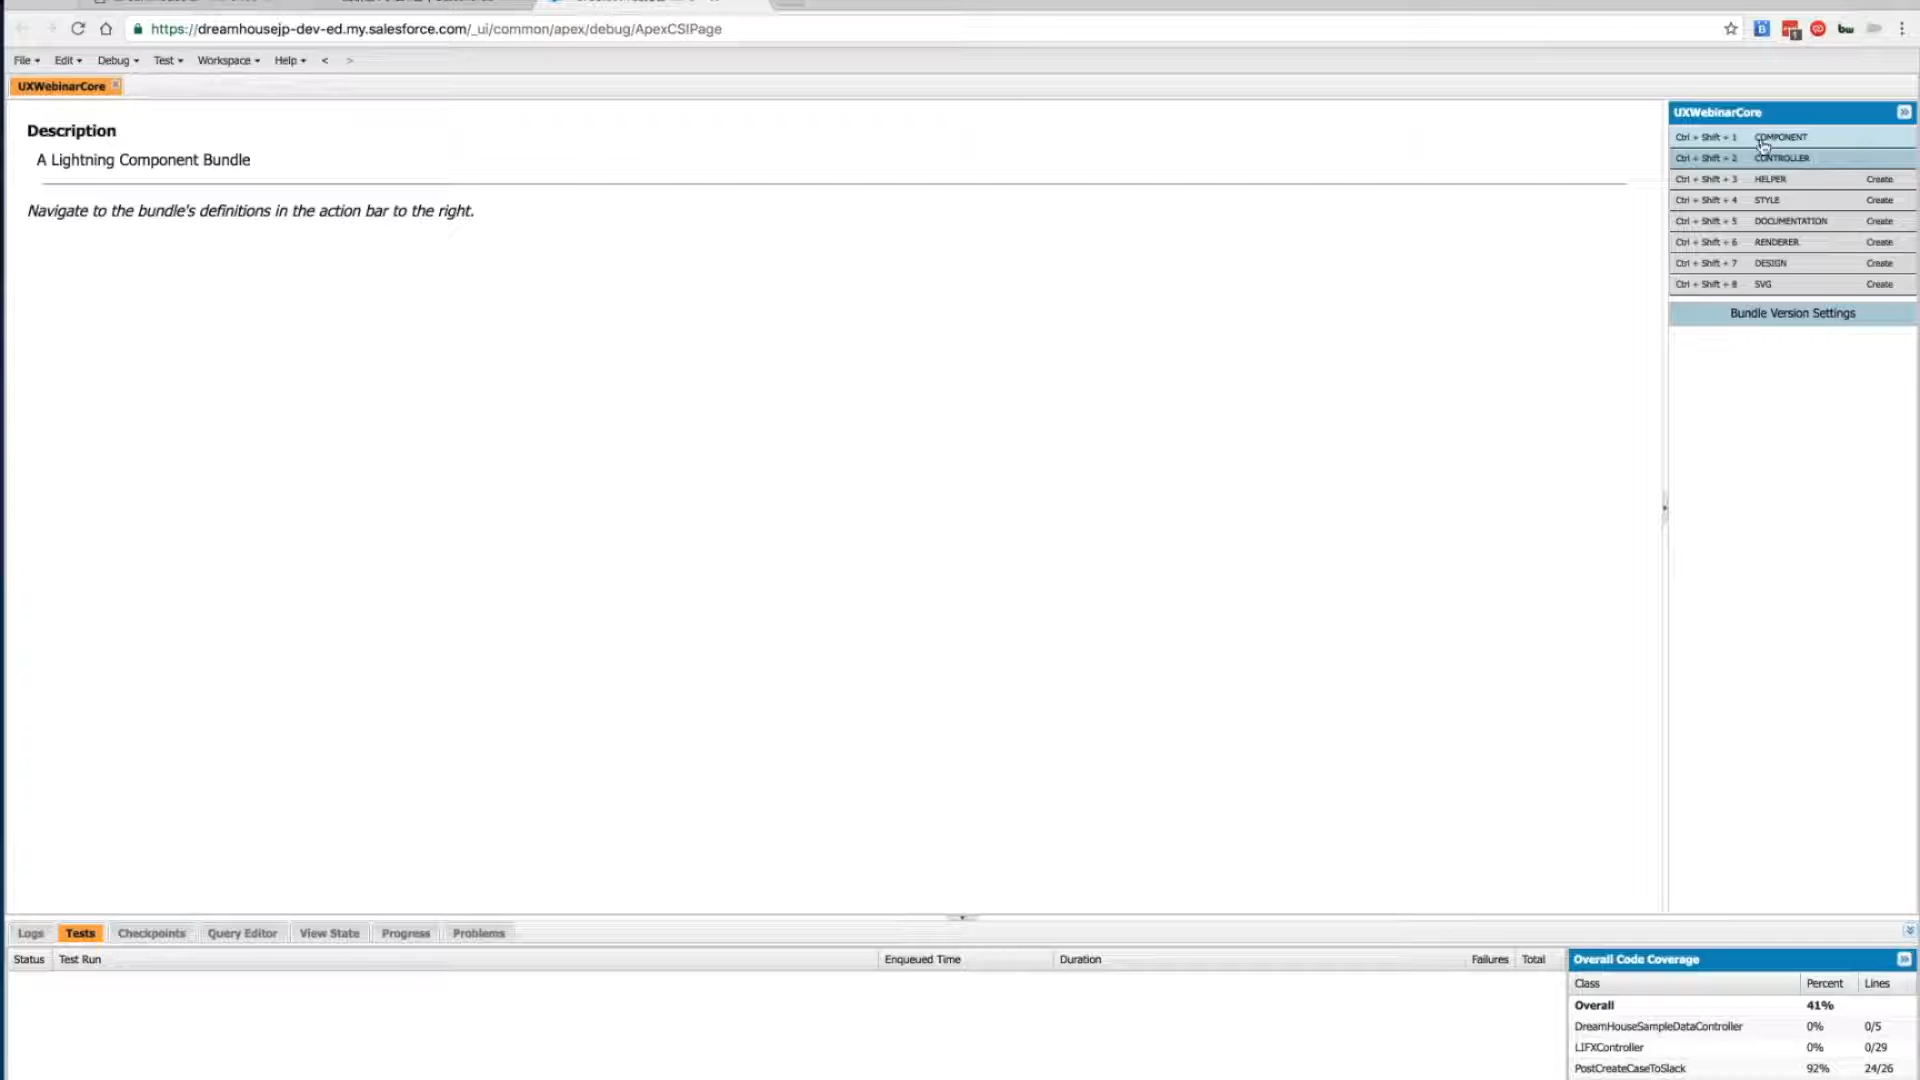 https://dreamhousejp-dev-ed.my.salesforce.com/_ui/common/apex/debug/ApexCSIPage
File Edit Debug Test Workspace Help < >
UXWebinarCore
Description
A Lightning Component Bundle
Navigate to the bundle's definitions in the action bar to the right.
UXWebinarCore
Ctrl + Shift + 1 COMPONENT
Ctrl + Shift + 2 CONTROLLER
Ctrl + Shift + 3 HELPER Create
Ctrl + Shift + 4 STYLE Create
Ctrl + Shift + 5 DOCUMENTATION Create
Ctrl + Shift + 6 RENDERER Create
Ctrl + Shift + 7 DESIGN Create
Ctrl + Shift + 8 SVG Create
Bundle Version Settings
Logs Tests Checkpoints Query Editor View State Progress Problems
Status Test Run Enqueued Time Duration Failures Total
Overall Code Coverage
Class Percent Lines
Overall 41%
DreamHouseSampleDataController 0% 0/5
LIFXController 0% 0/29
PostCreateCaseToSlack 92% 24/26